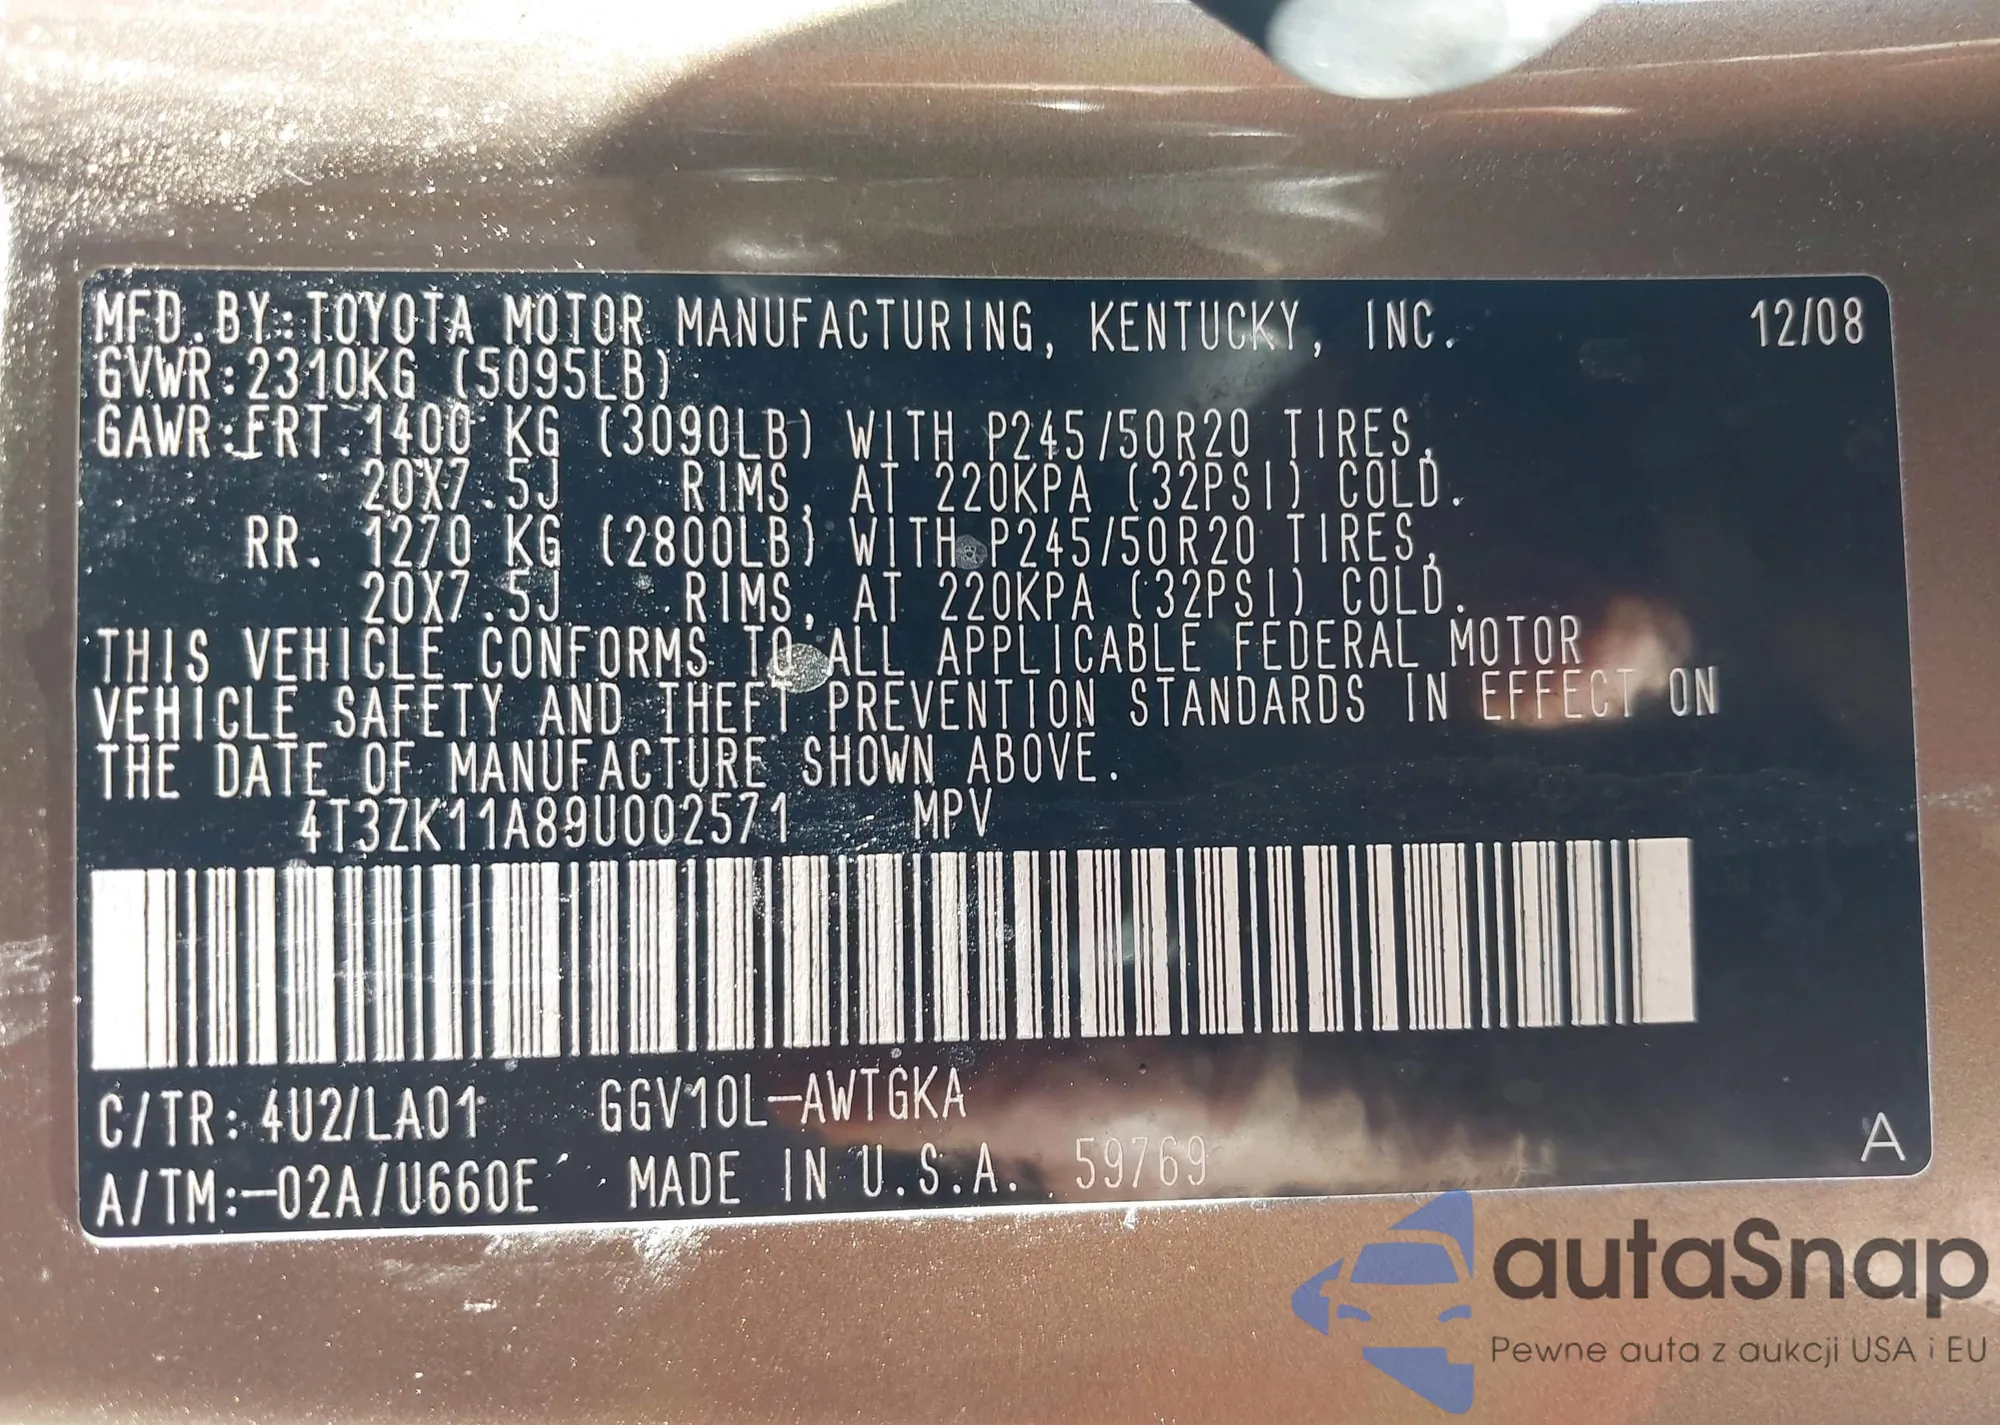 MFD.BY:TOYOTA MOTOR MANUFACTURING, KENTUCKY, INC. 12/08
GVWR:2310KG (5095LB)
GAWR:FRT.1400 KG (3090LB) WITH P245/50R20 TIRES,
20X7.5J RIMS, AT 220KPA (32PSI) COLD.
RR. 1270 KG (2800LB) WITH P245/50R20 TIRES,
20X7.5J RIMS, AT 220KPA (32PSI) COLD.
THIS VEHICLE CONFORMS TO ALL APPLICABLE FEDERAL MOTOR
VEHICLE SAFETY AND THEFT PREVENTION STANDARDS IN EFFECT ON
THE DATE OF MANUFACTURE SHOWN ABOVE.
4T3ZK11A89U002571 MPV
C/TR:4U2/LA01 GGV10L-AWTGKA
A/TM:-02A/U660E MADE IN U.S.A. 59769
A
autaSnap
Pewne auta z aukcji USA i EU